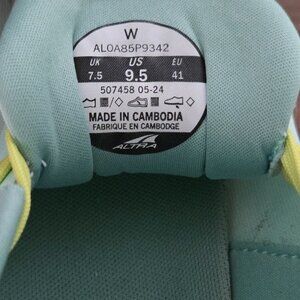 W
AL0A85P9342
UK US EU
7.5 9.5 41
507458 05-24
MADE IN CAMBODIA
FABRIQUE EN CAMBODGE
ALTRA